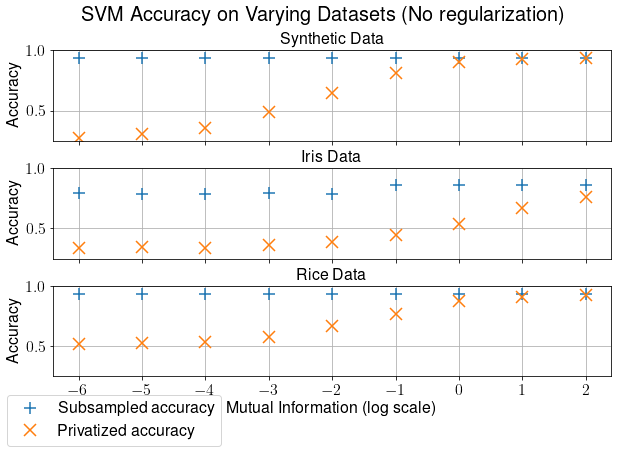 SVM Accuracy on Varying Datasets (No regularization)
Synthetic Data
1.0
0.5
Accuracy
Iris Data
1.0
0.5
Accuracy
Rice Data
1.0
0.5
Accuracy
−6 −5 −4 −3 −2 −1 0 1 2
Mutual Information (log scale)
Subsampled accuracy
Privatized accuracy